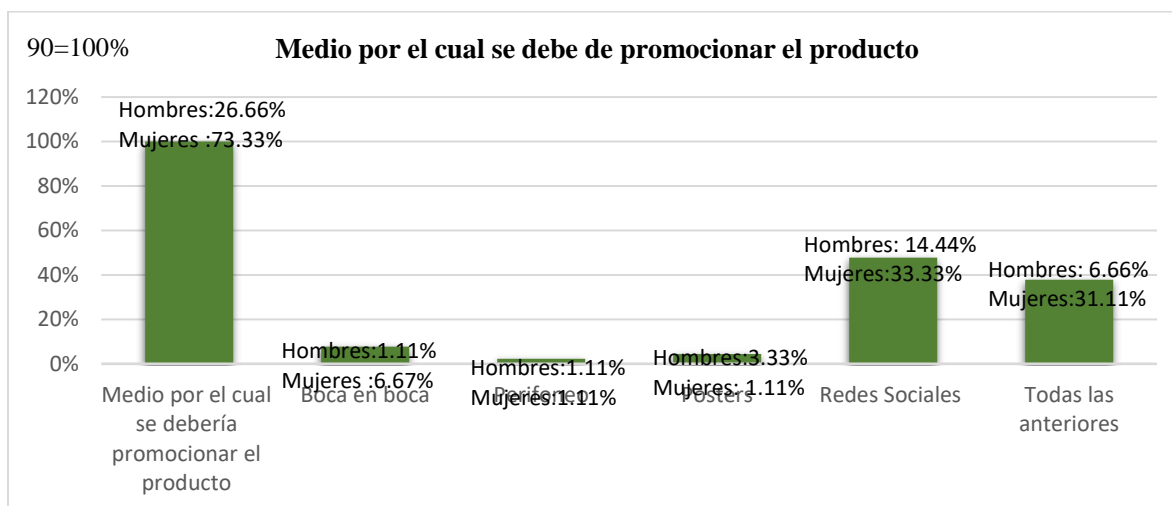 90=100%
Medio por el cual se debe de promocionar el producto
120%
100%
80%
60%
40%
20%
0%
Hombres:26.66%
Mujeres :73.33%
Hombres:1.11%
Mujeres :6.67%
Hombres:1.11%
Mujeres:1.11%
Hombres:3.33%
Mujeres: 1.11%
Hombres: 14.44%
Mujeres:33.33%
Hombres: 6.66%
Mujeres:31.11%
Medio por el cual
se debería
promocionar el
producto
Boca en boca
Perifoneo
Posters
Redes Sociales
Todas las
anteriores